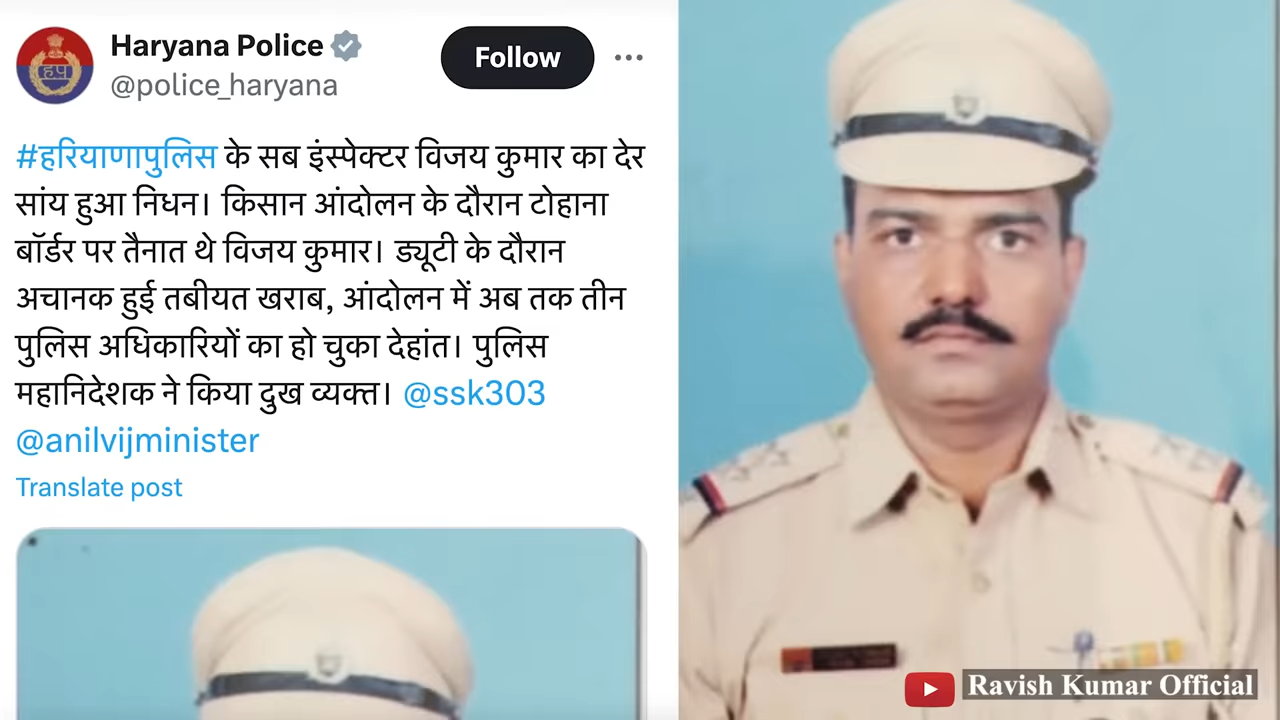 Haryana Police
@police_haryana
Follow
#हरियाणापुलिस के सब इंस्पेक्टर विजय कुमार का देर
सांय हुआ निधन। किसान आंदोलन के दौरान टोहाना
बॉर्डर पर तैनात थे विजय कुमार। ड्यूटी के दौरान
अचानक हुई तबीयत खराब, आंदोलन में अब तक तीन
पुलिस अधिकारियों का हो चुका देहांत। पुलिस
महानिदेशक ने किया दुख व्यक्त। @ssk303
@anilvijminister
Translate post
Ravish Kumar Official